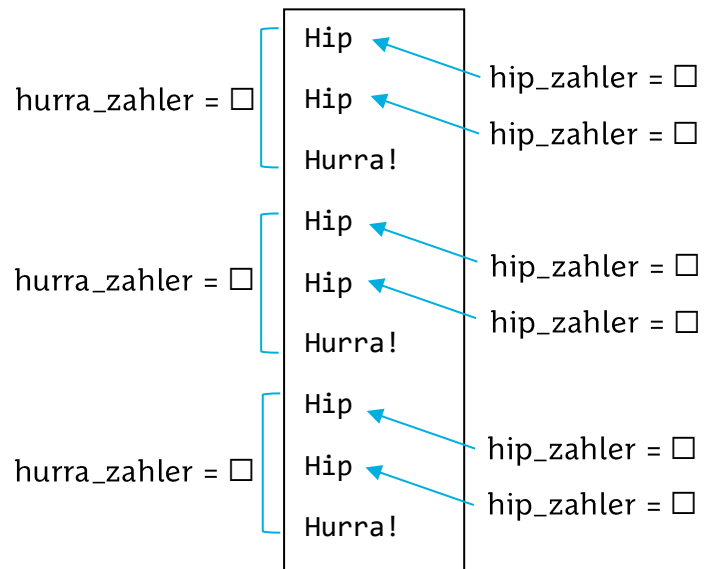 Hip
hip_zahler = □
hurra_zahler = □
Hip
hip_zahler = □
Hurra!
Hip
hip_zahler = □
hurra_zahler = □
Hip
hip_zahler = □
Hurra!
Hip
hip_zahler = □
hurra_zahler = □
Hip
hip_zahler = □
Hurra!